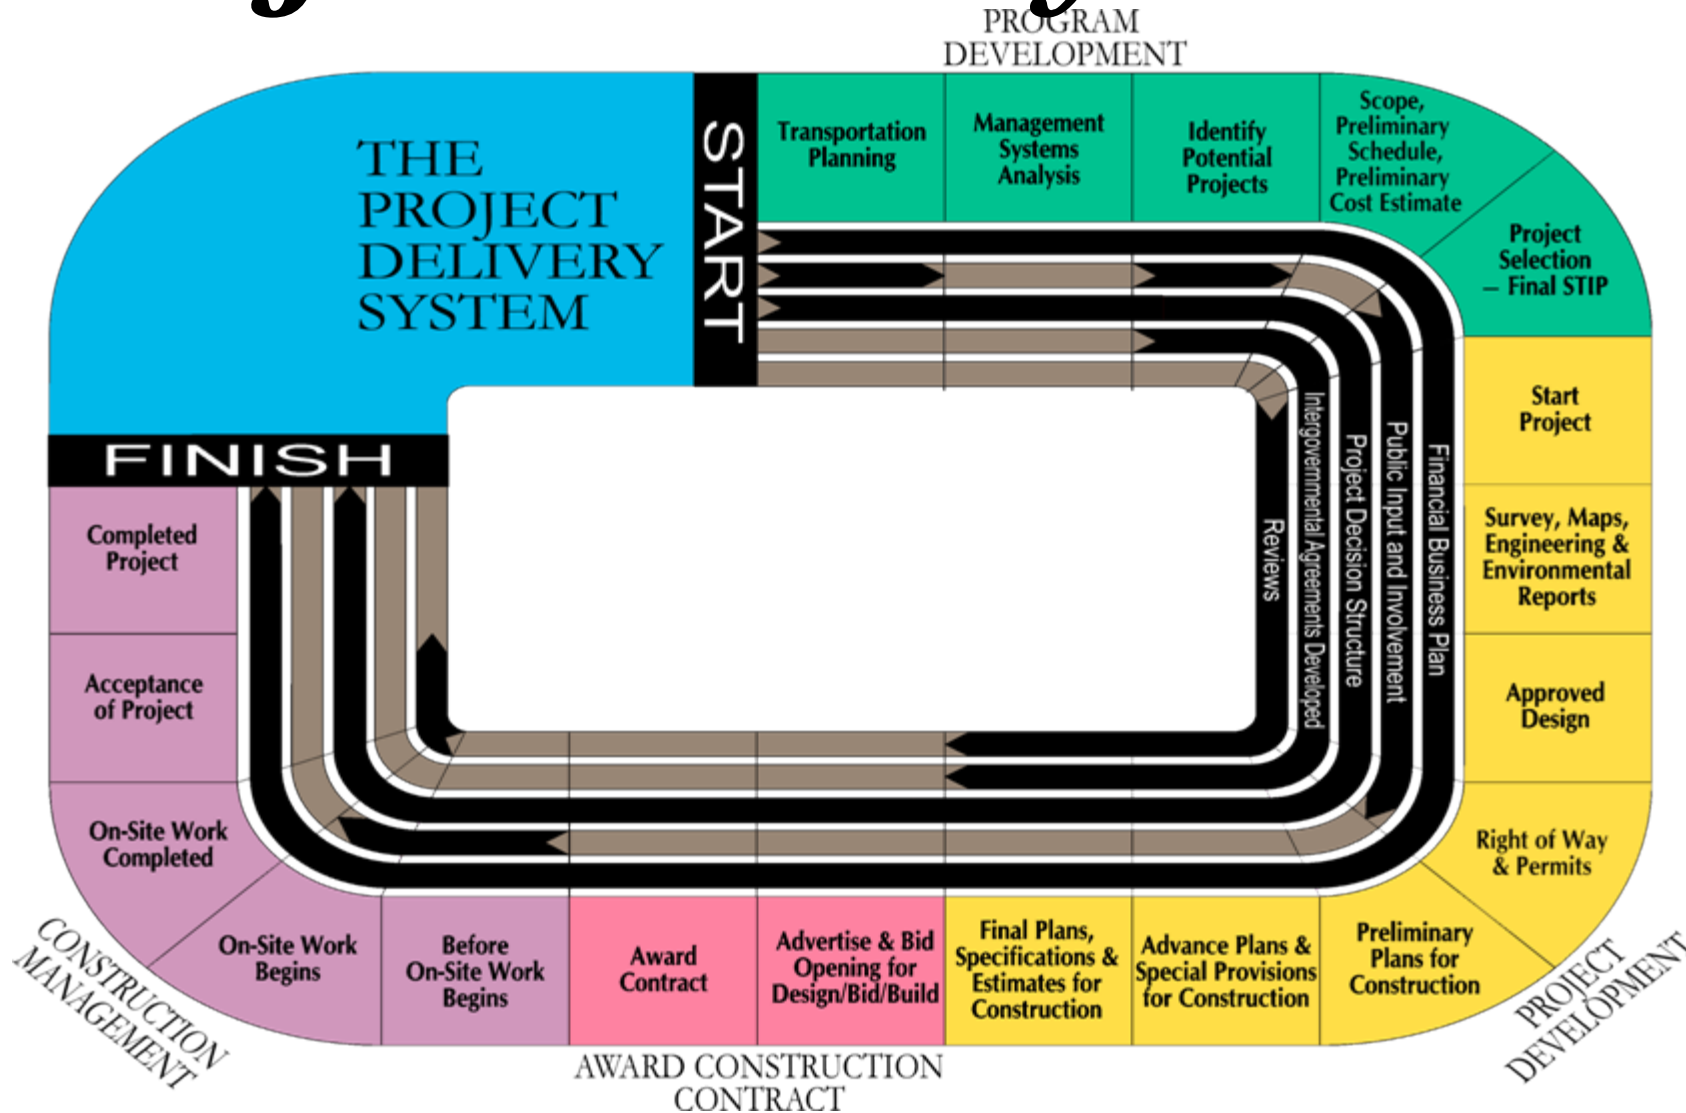 PROGRAM
DEVELOPMENT
THE
PROJECT
DELIVERY
SYSTEM
START
Transportation
Planning
Management
Systems
Analysis
Identify
Potential
Projects
Scope,
Preliminary
Schedule,
Preliminary
Cost Estimate
Project
Selection
– Final STIP
Start
Project
Survey, Maps,
Engineering &
Environmental
Reports
Approved
Design
Right of Way
& Permits
PROJECT
DEVELOPMENT
Preliminary
Plans for
Construction
Advance Plans &
Special Provisions
for Construction
Final Plans,
Specifications &
Estimates for
Construction
Advertise & Bid
Opening for
Design/Bid/Build
Award
Contract
AWARD CONSTRUCTION
CONTRACT
Before
On-Site Work
Begins
On-Site Work
Begins
CONSTRUCTION
MANAGEMENT
On-Site Work
Completed
Acceptance
of Project
Completed
Project
FINISH
Reviews
Intergovernmental Agreements Developed
Project Decision Structure
Public Input and Involvement
Financial Business Plan